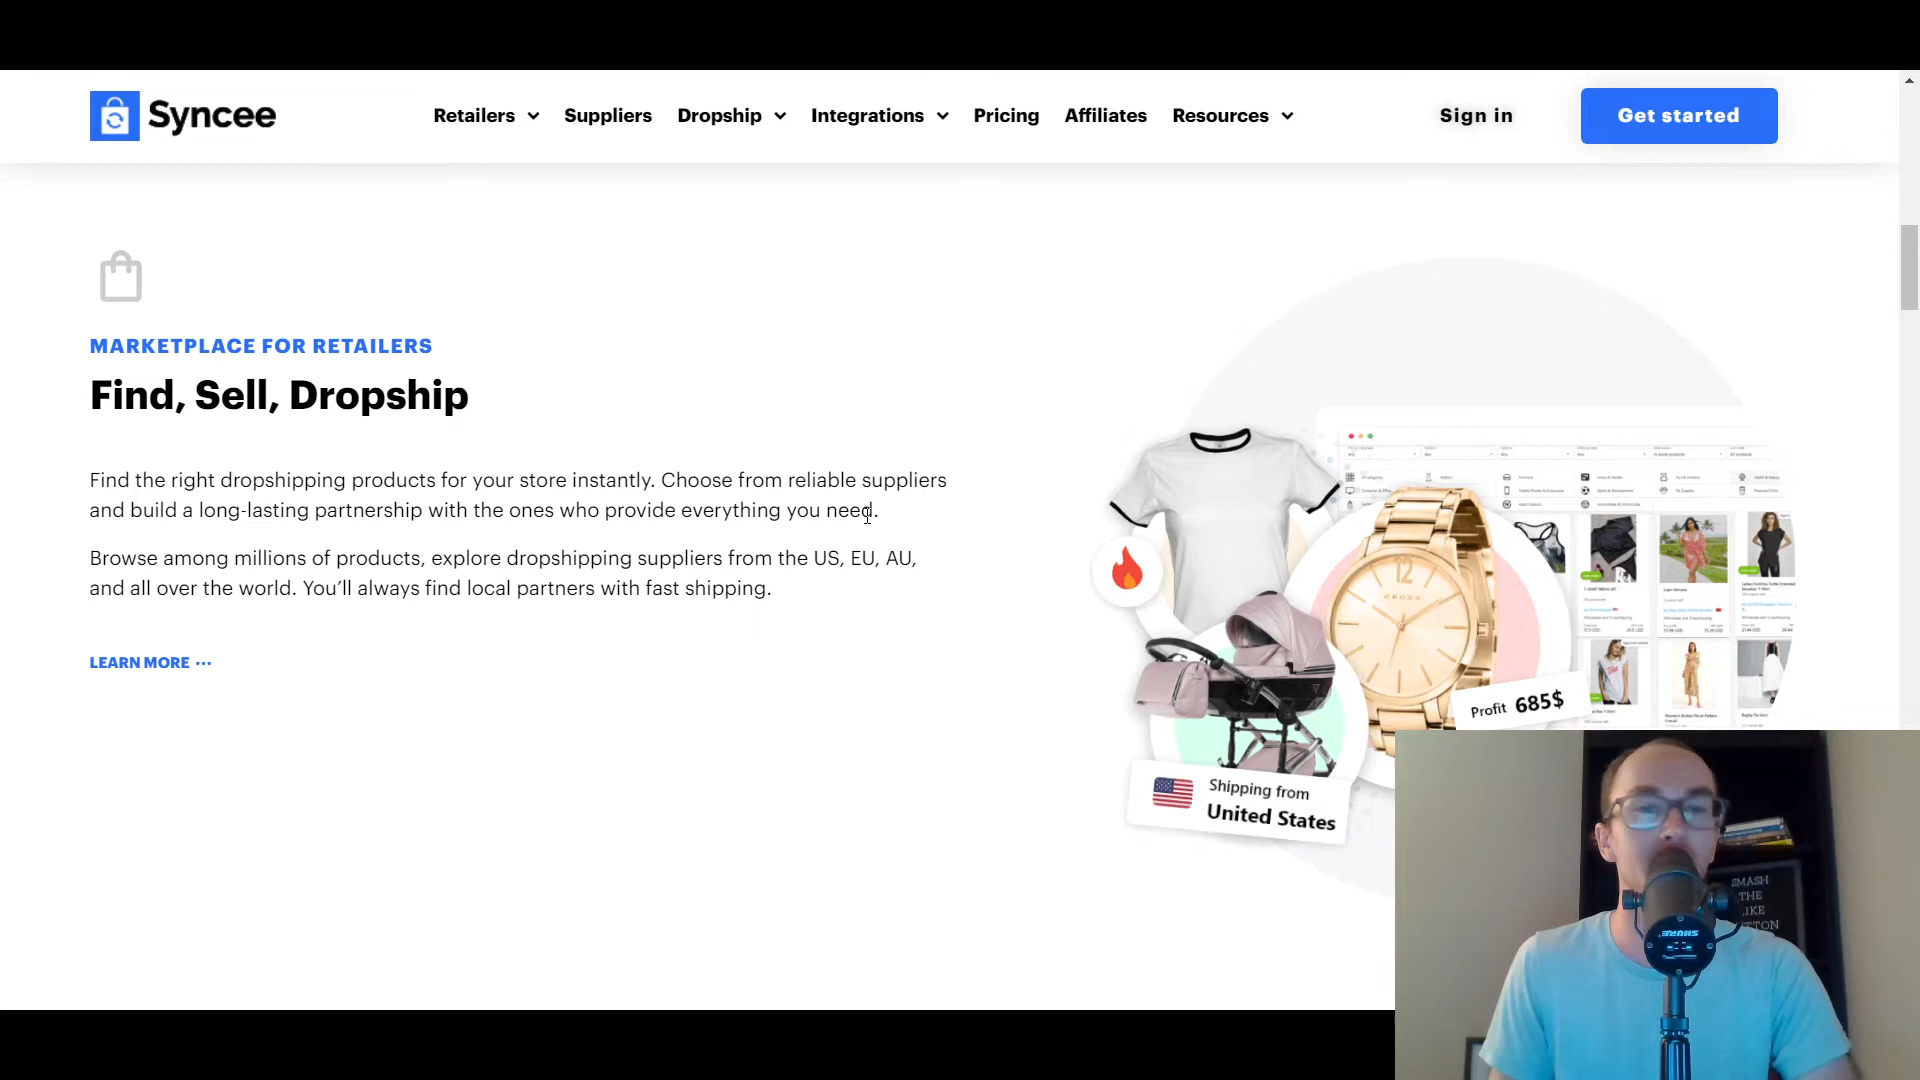 Syncee
Retailers Suppliers Dropship Integrations Pricing Affiliates Resources Sign in Get started
MARKETPLACE FOR RETAILERS
Find, Sell, Dropship
Find the right dropshipping products for your store instantly. Choose from reliable suppliers
and build a long-lasting partnership with the ones who provide everything you need.
Browse among millions of products, explore dropshipping suppliers from the US, EU, AU,
and all over the world. You’ll always find local partners with fast shipping.
LEARN MORE ···
CROSS
12
Profit 685$
Shipping from
United States
SMASH
THE
LIKE
SHURE